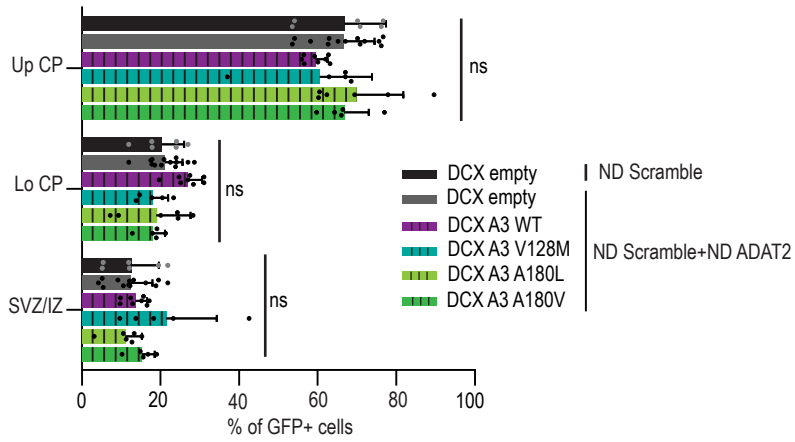 Up CP
ns
Lo CP
ns
SVZ/IZ
ns
DCX empty
ND Scramble
DCX empty
DCX A3 WT
DCX A3 V128M
ND Scramble+ND ADAT2
DCX A3 A180L
DCX A3 A180V
0 20 40 60 80 100
% of GFP+ cells